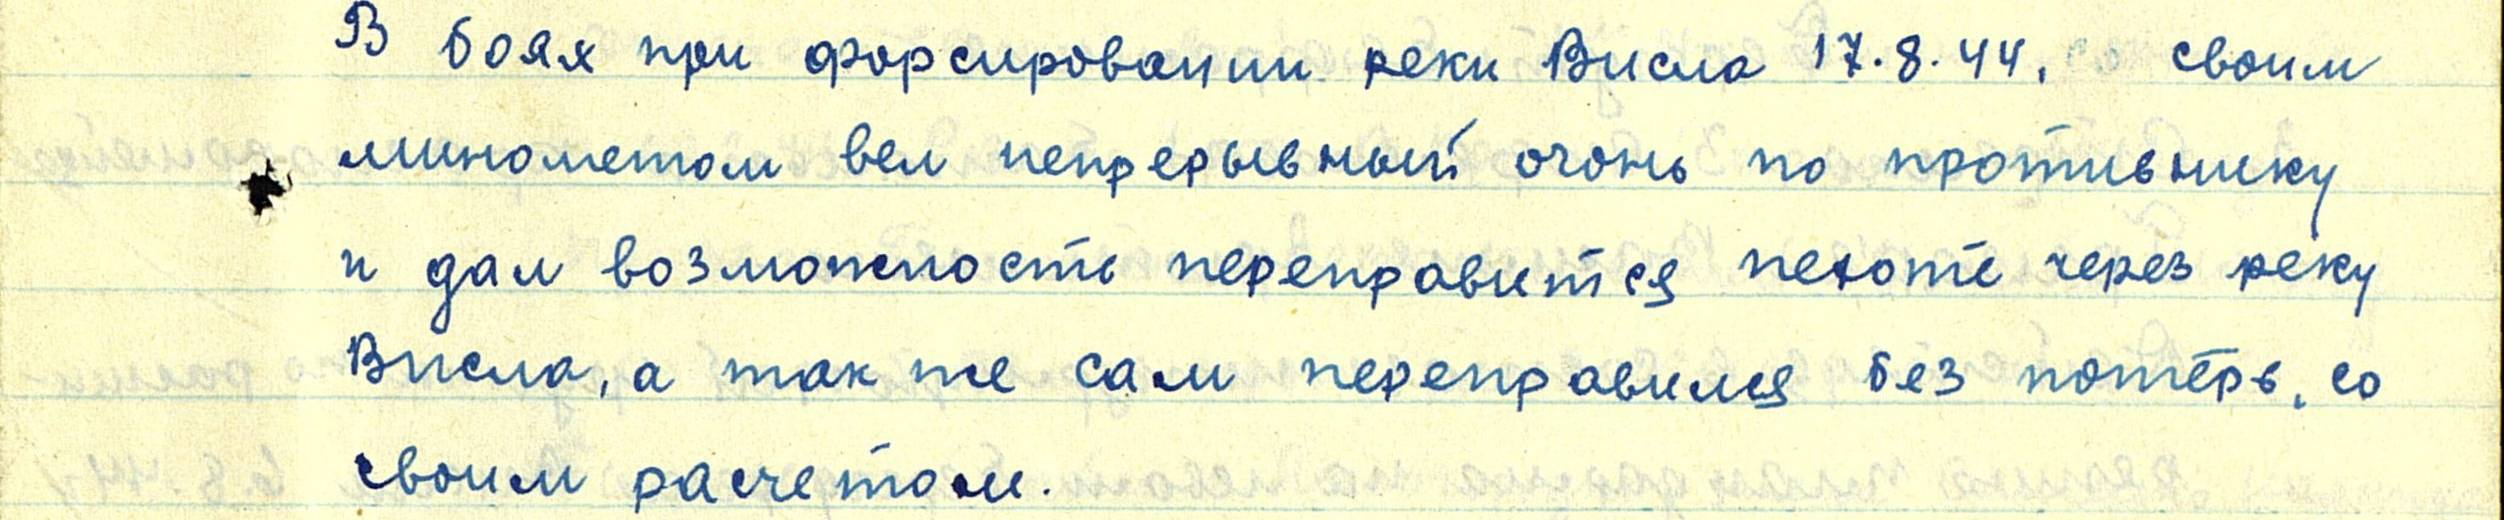 В боях при форсировании реки Висла 17.8.44, своим
минометом вел непрерывный огонь по противнику
и дал возможность переправится пехоте через реку
Висла, а так же сам переправился без потерь, со
своим расчетом.